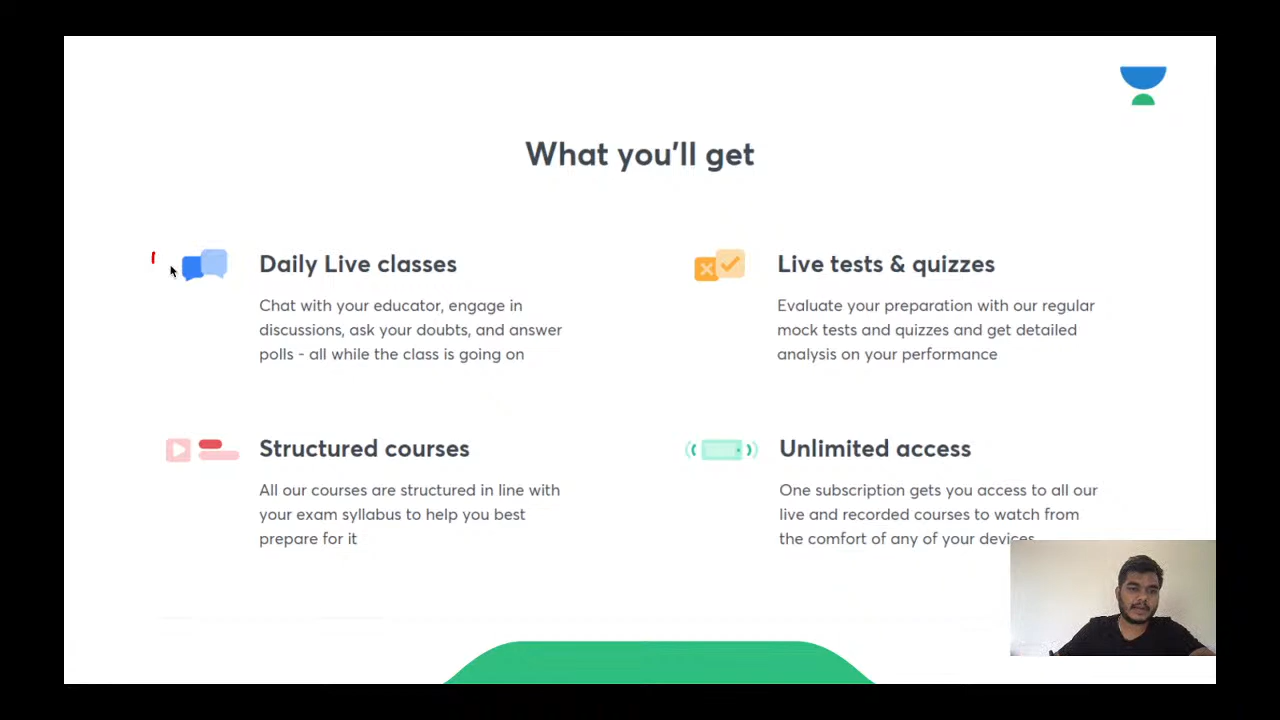 What you'll get
Daily Live classes
Chat with your educator, engage in
discussions, ask your doubts, and answer
polls - all while the class is going on
Live tests & quizzes
Evaluate your preparation with our regular
mock tests and quizzes and get detailed
analysis on your performance
Structured courses
All our courses are structured in line with
your exam syllabus to help you best
prepare for it
Unlimited access
One subscription gets you access to all our
live and recorded courses to watch from
the comfort of any of your devices